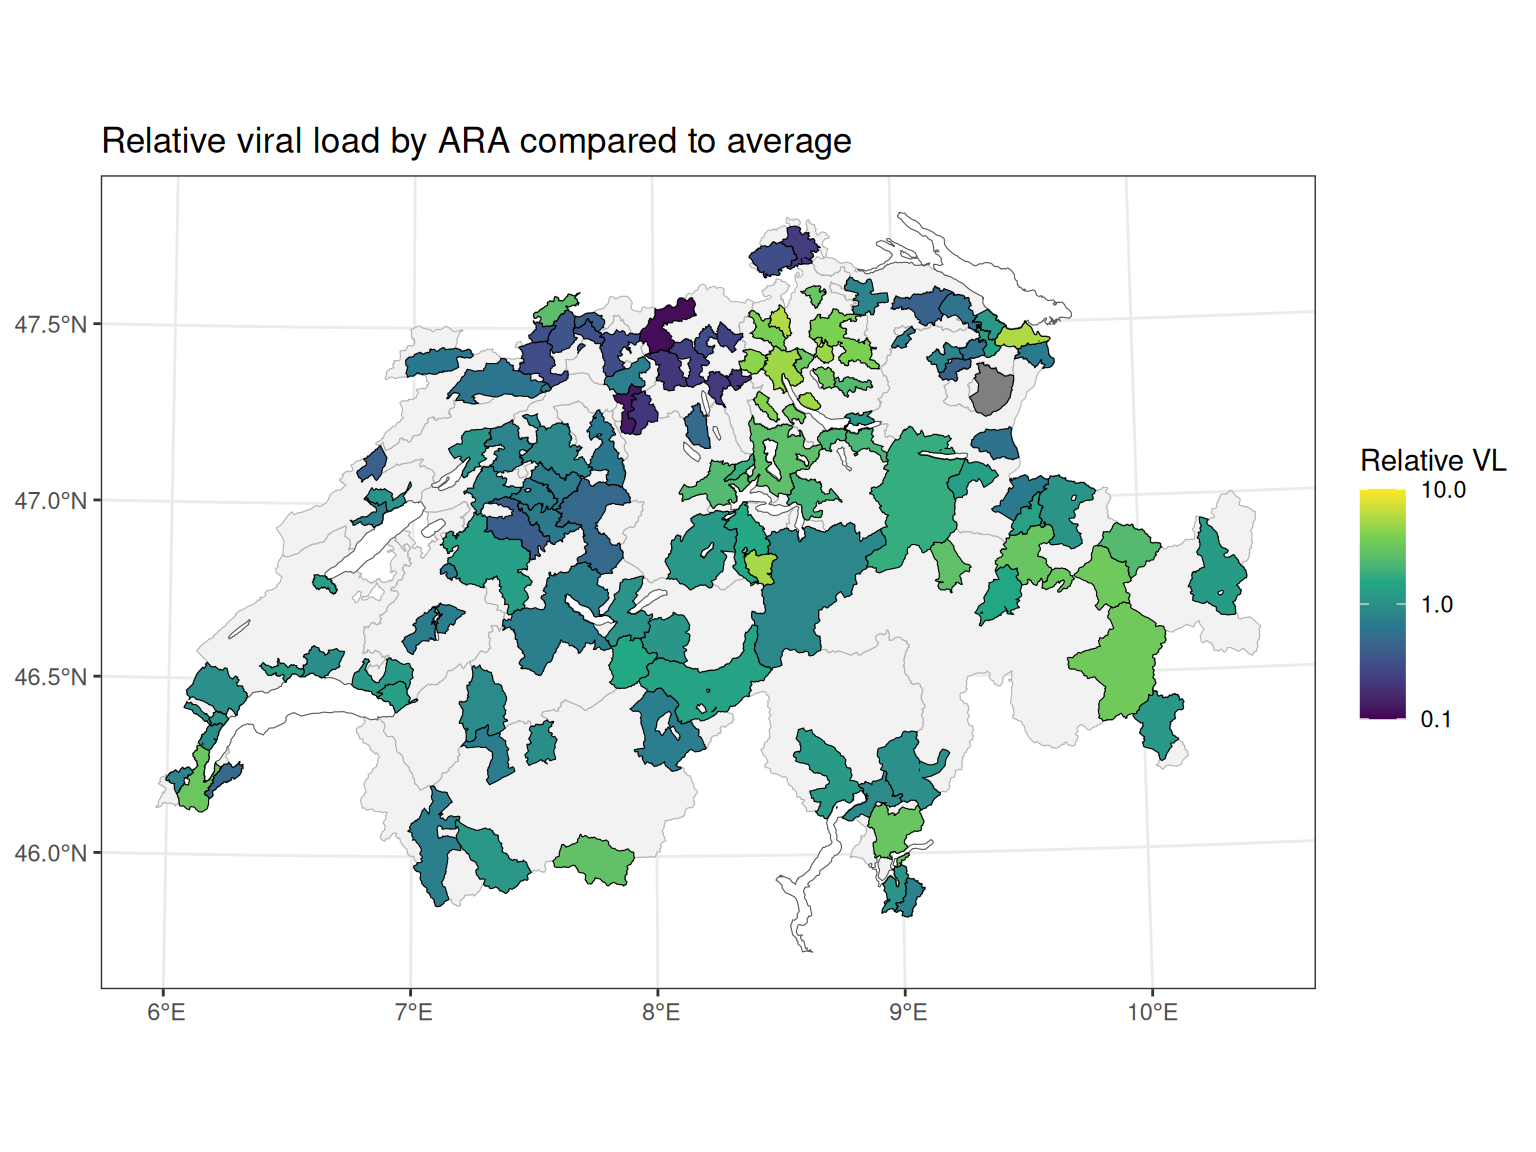 Relative viral load by ARA compared to average
47.5°N
47.0°N
46.5°N
46.0°N
6°E
7°E
8°E
9°E
10°E
Relative VL
10.0
1.0
0.1